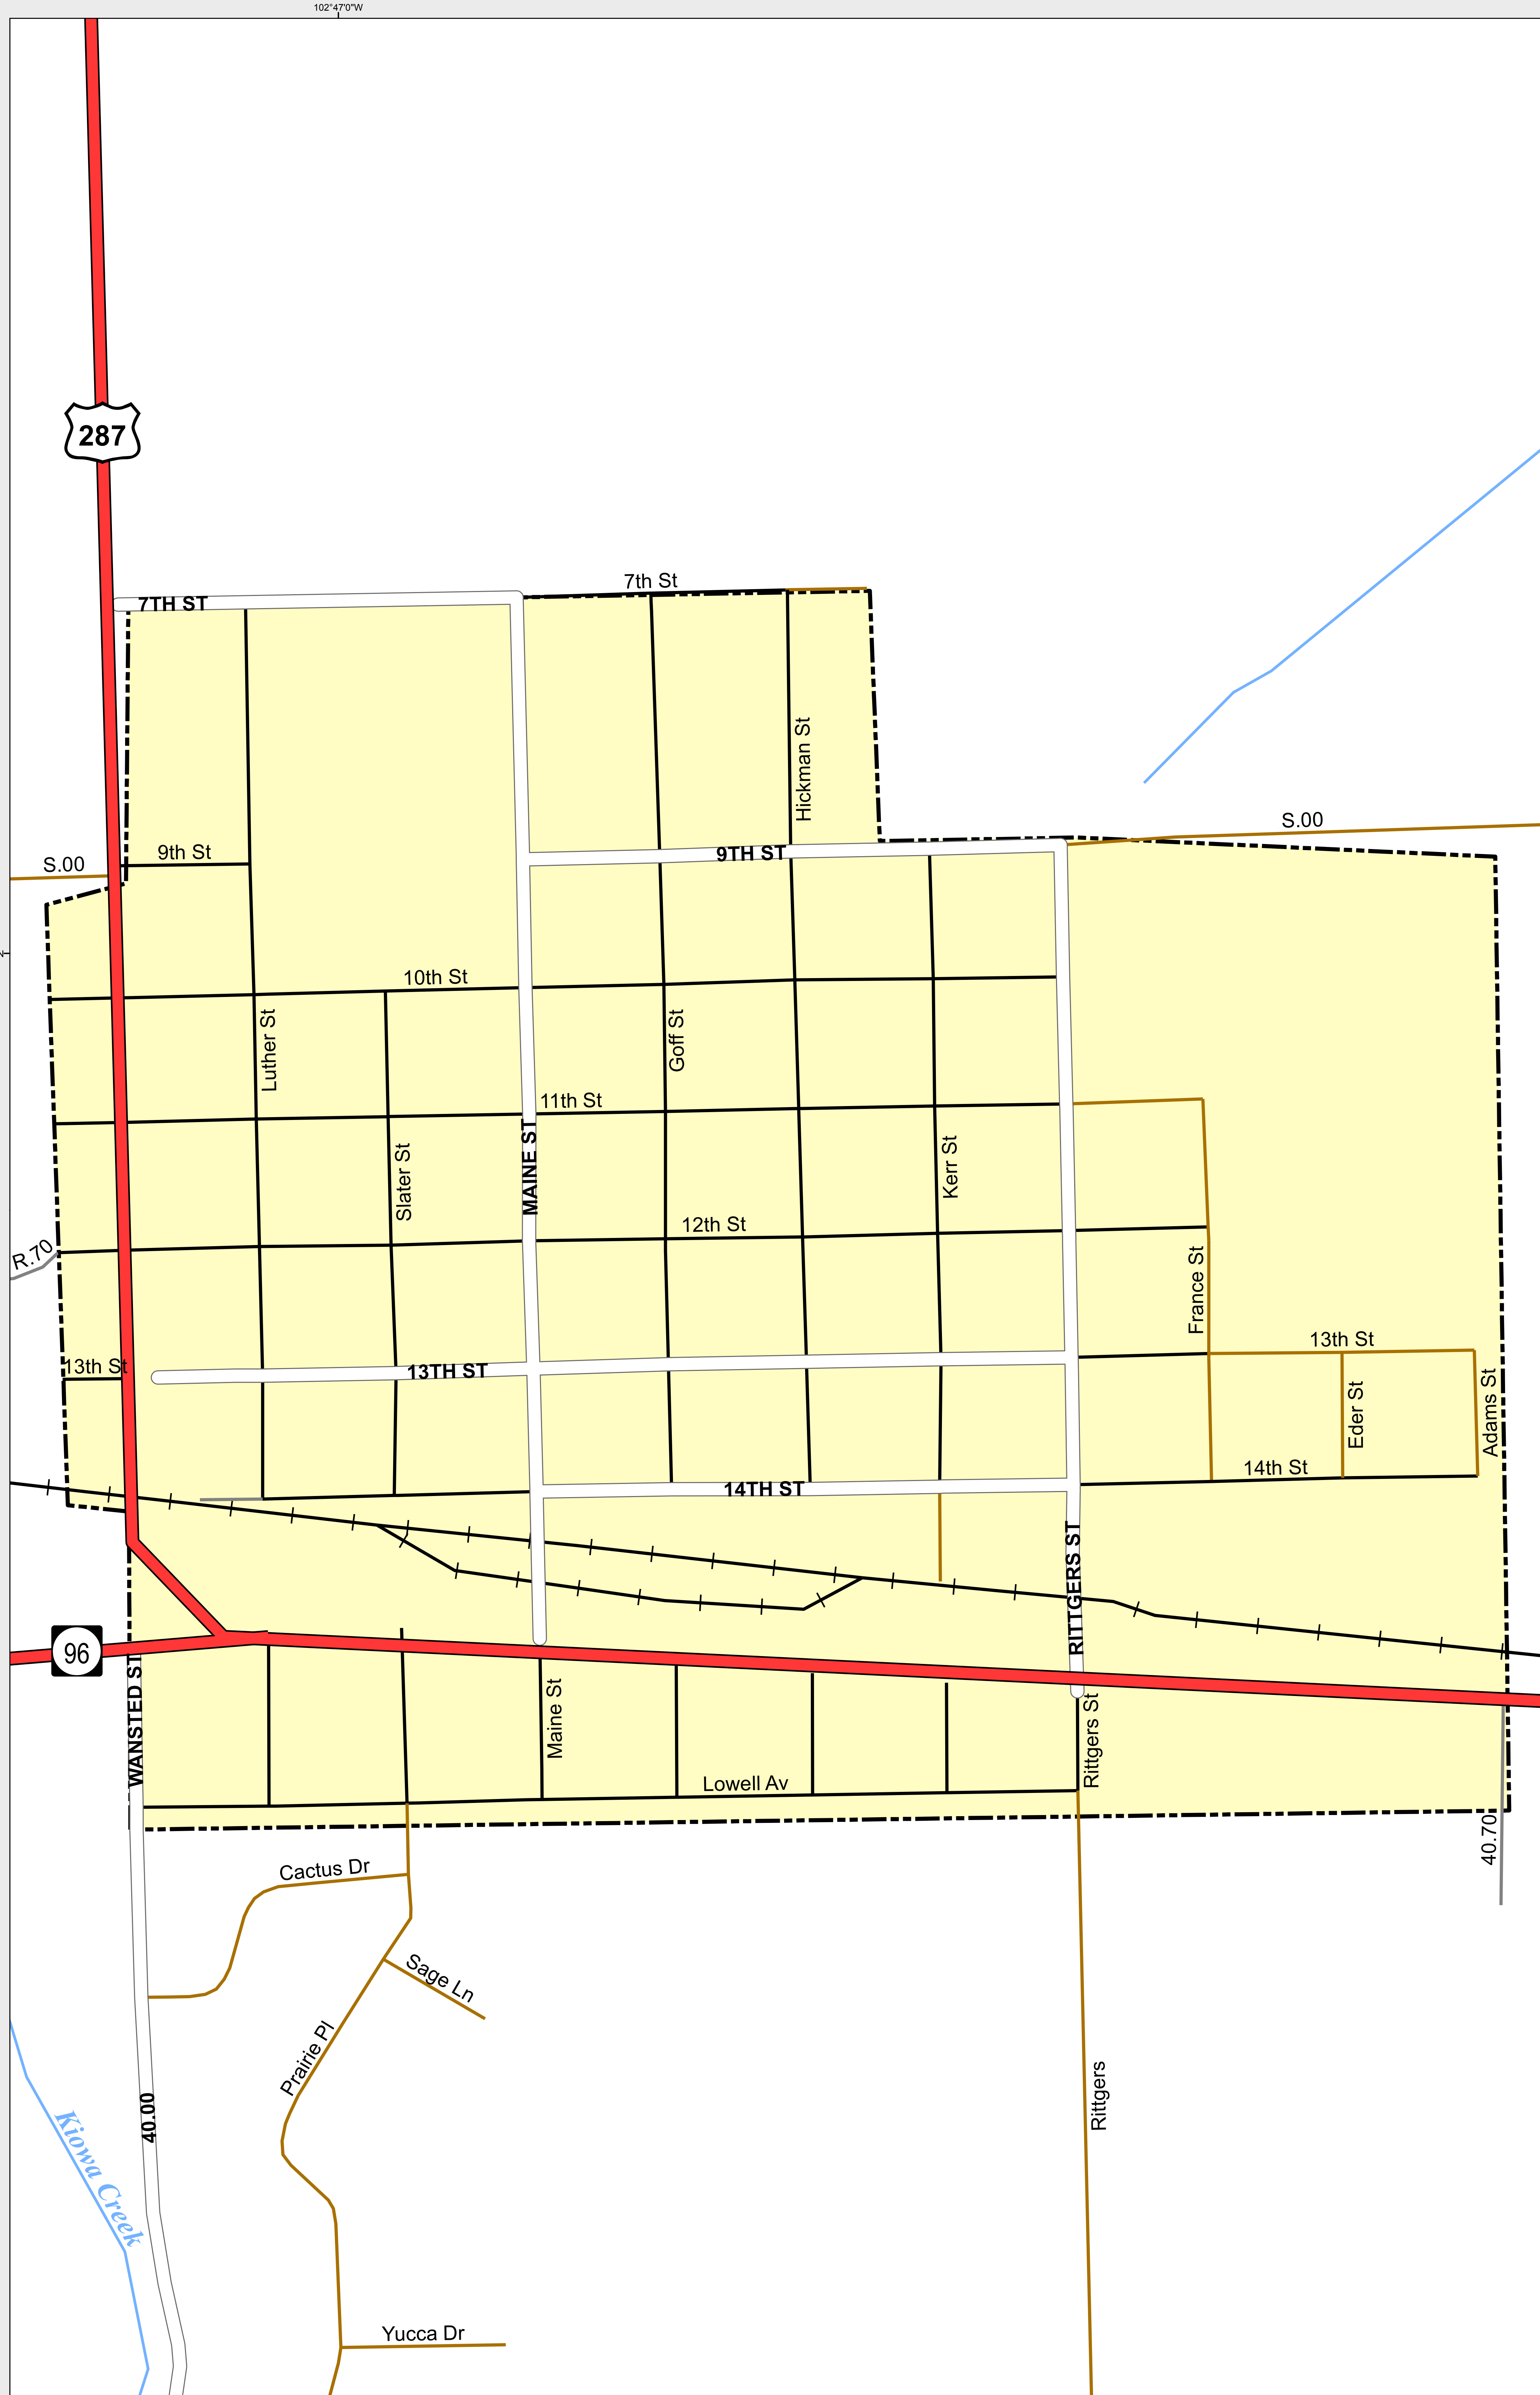 102°47'0"W
287
7TH ST
7th St
Hickman St
S.00
S.00
9th St
9TH ST
10th St
Luther St
Goff St
11th St
MAINE ST
Slater St
Kerr St
12th St
R.70
France St
13th St
13TH ST
13th St
Eder St
Adams St
14th St
14TH ST
RITTGERS ST
96
WANSTED ST
Maine St
Rittgers St
Lowell Av
40.70
Cactus Dr
Sage Ln
Prairie Pl
Rittgers
40.00
Kiowa Creek
Yucca Dr